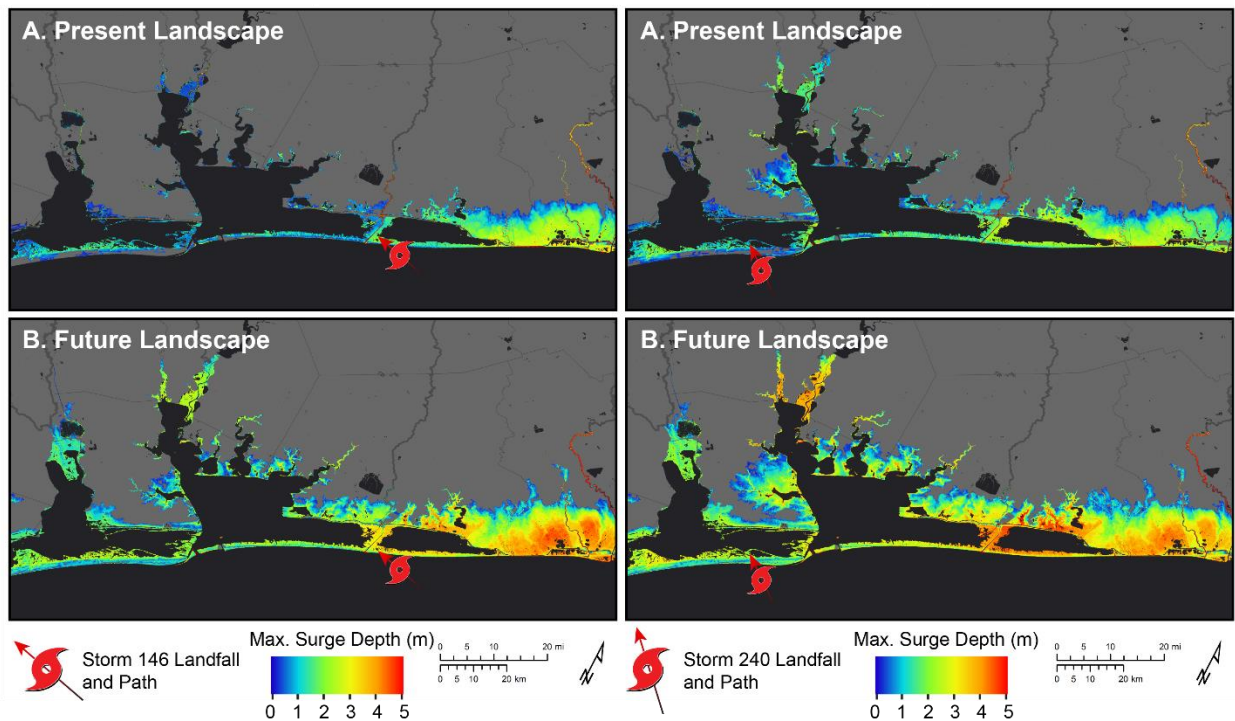 A. Present Landscape
A. Present Landscape
B. Future Landscape
B. Future Landscape
Storm 146 Landfall
and Path
Max. Surge Depth (m)
0 1 2 3 4 5
0 5 10 20 mi
0 5 10 20 km
N
Storm 240 Landfall
and Path
Max. Surge Depth (m)
0 1 2 3 4 5
0 5 10 20 mi
0 5 10 20 km
N